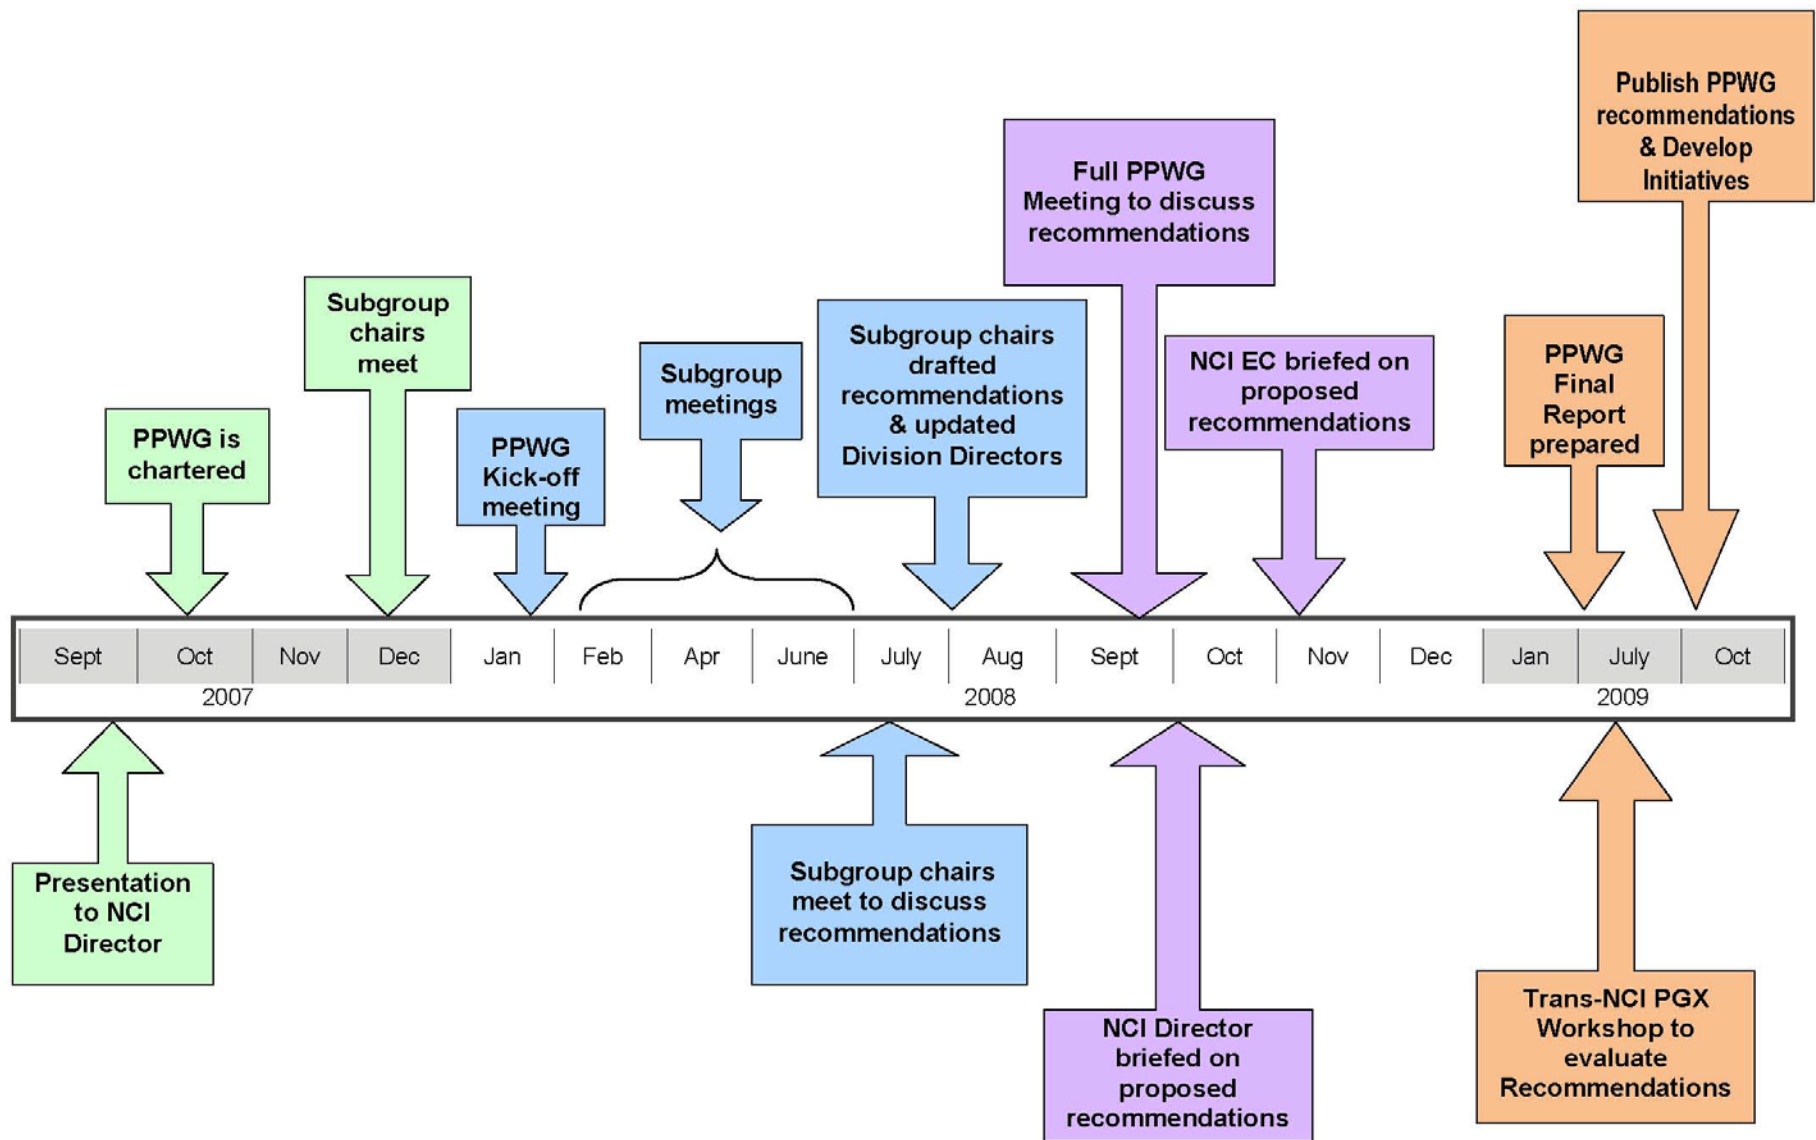 Publish PPWG
recommendations
& Develop
Initiatives
Full PPWG
Meeting to discuss
recommendations
Subgroup
chairs
meet
Subgroup chairs
drafted
recommendations
& updated
Division Directors
PPWG
Final
Report
prepared
NCI EC briefed on
proposed
recommendations
Subgroup
meetings
PPWG is
chartered
PPWG
Kick-off
meeting
Sept Oct Nov Dec Jan Feb Apr June July Aug Sept Oct Nov Dec Jan July Oct
2007 2008 2009
Presentation
to NCI
Director
Subgroup chairs
meet to discuss
recommendations
NCI Director
briefed on
proposed
recommendations
Trans-NCI PGX
Workshop to
evaluate
Recommendations